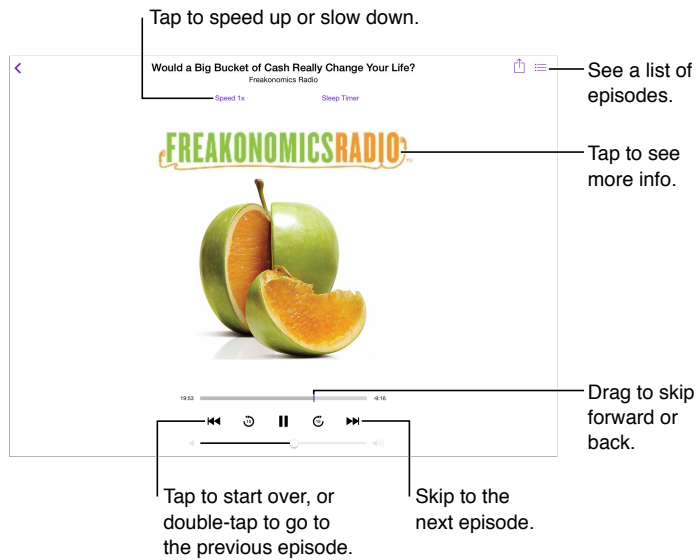 Tap to speed up or slow down.
Would a Big Bucket of Cash Really Change Your Life?
Freakonomics Radio
Speed 1x
Sleep Timer
See a list of
episodes.
FREAKONOMICSRADIO
TM
Tap to see
more info.
19:53
-9:16
Drag to skip
forward or
back.
15
15
Tap to start over, or
double-tap to go to
the previous episode.
Skip to the
next episode.